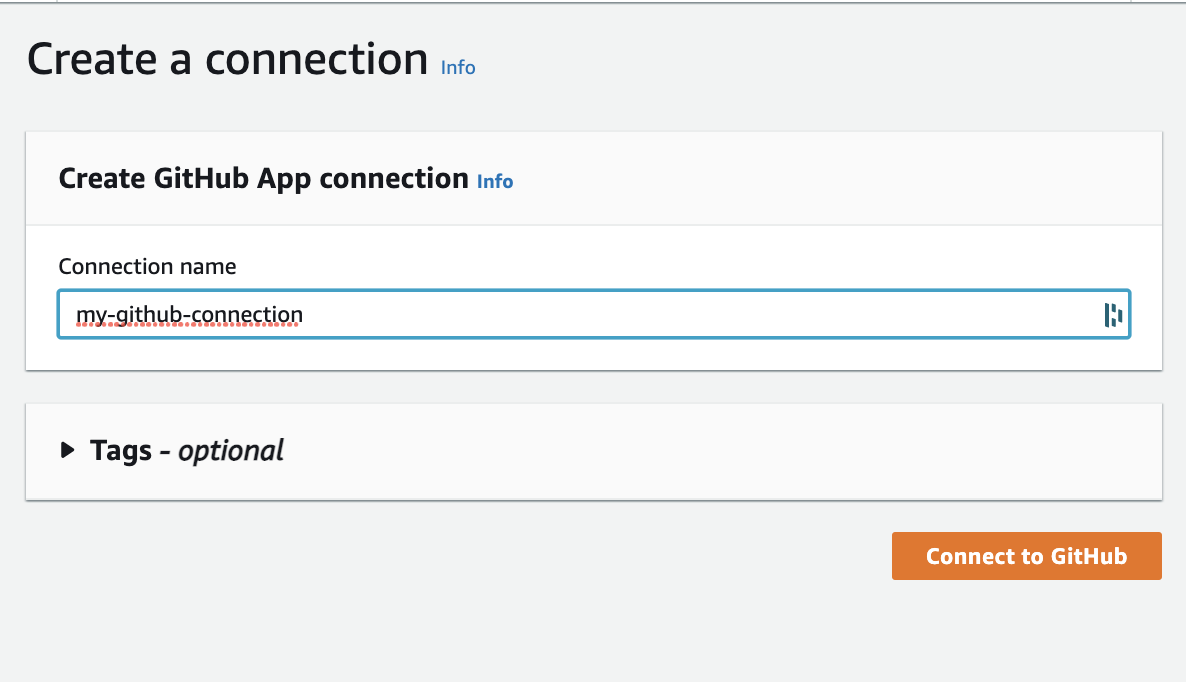 Create a connection Info
Create GitHub App connection Info
Connection name
my-github-connection
Tags - optional
Connect to GitHub